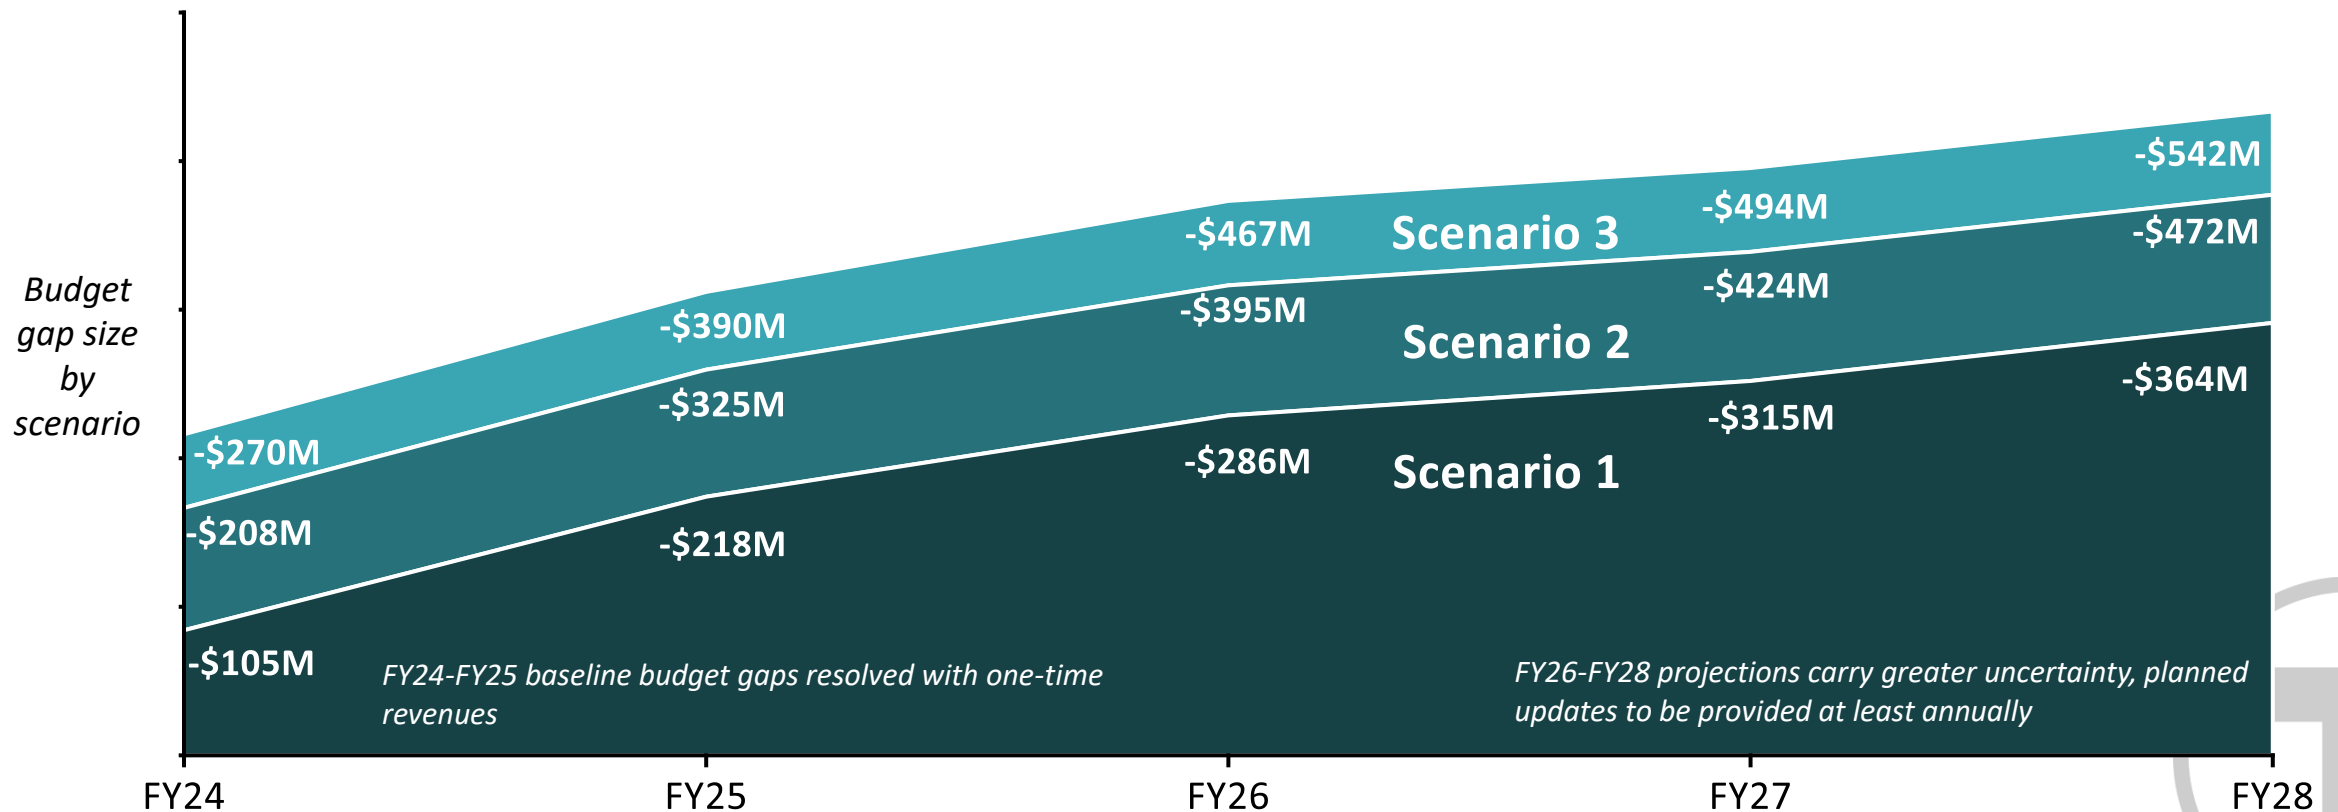 Budget
gap size
by
scenario
-$542M
-$494M
-$472M
-$467M
Scenario 3
-$424M
-$395M
Scenario 2
-$390M
-$364M
-$325M
-$315M
-$286M
Scenario 1
-$270M
-$208M
-$218M
-$105M
FY24-FY25 baseline budget gaps resolved with one-time
revenues
FY26-FY28 projections carry greater uncertainty, planned
updates to be provided at least annually
FY24
FY25
FY26
FY27
FY28